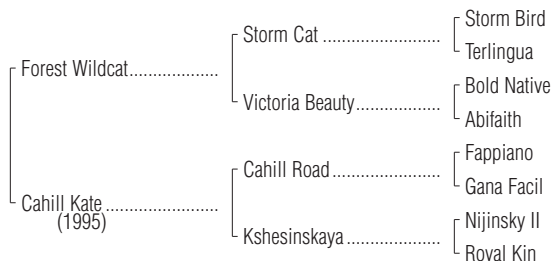 Storm Bird
Storm Cat
Terlingua
Forest Wildcat
Bold Native
Victoria Beauty
Abifaith
Fappiano
Cahill Road
Gana Facil
Cahill Kate
(1995)
Nijinsky II
Kshesinskaya
Royal Kin